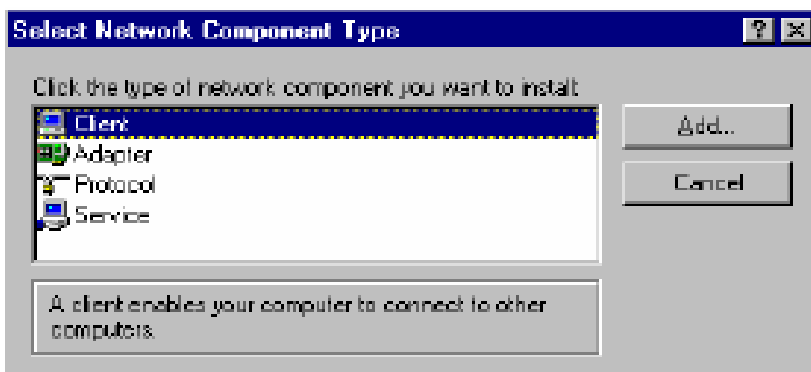 Select Network Component Type
Click the type of network component you want to install:
Client
Adapter
Protocol
Service
Add...
Cancel
A client enables your computer to connect to other
computers.